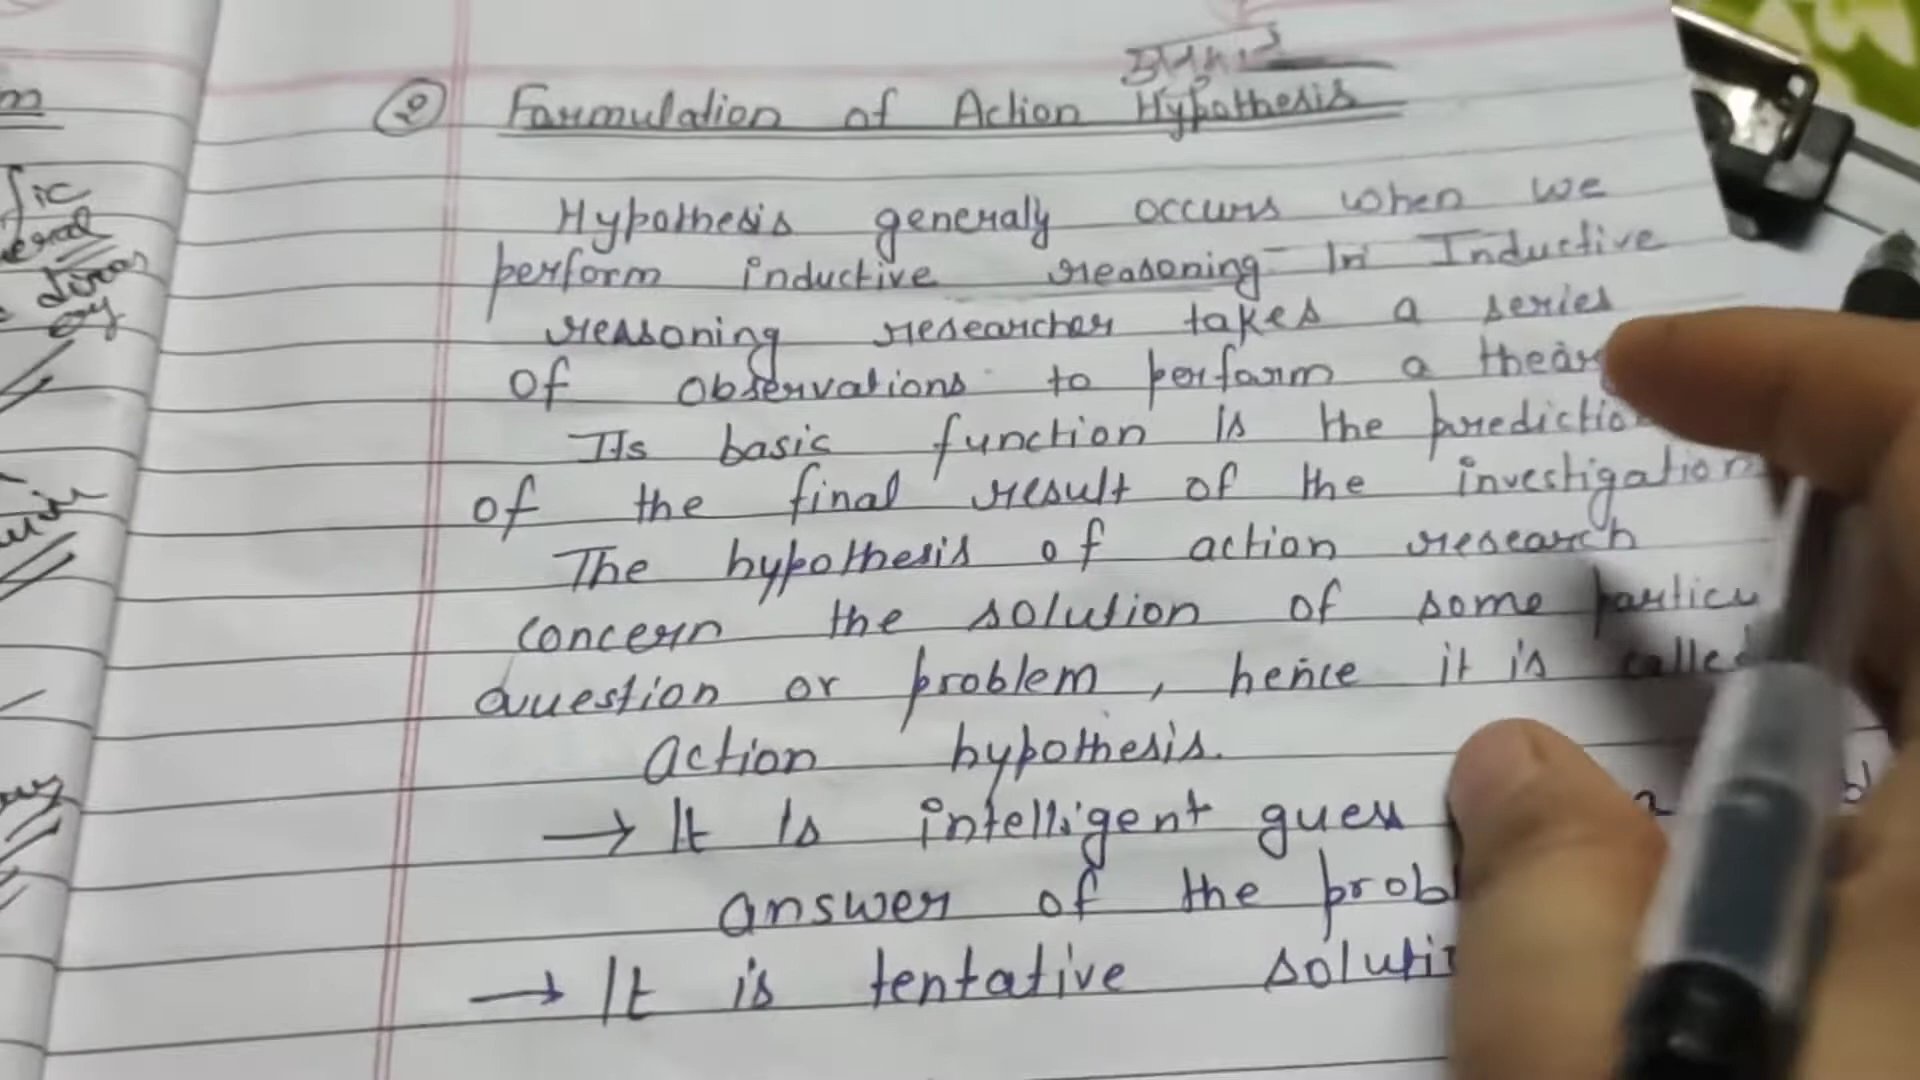 ② Formulation of Action Hypothesis
Hypothesis generaly occurs when we
perform inductive reasoning In Inductive
reasoning researcher takes a series
of observations to perform a
Its basic function is the
of the final result of the investigation
The hypothesis of action research
concern the solution of some particu
question or problem, hence it is called
action hypothesis.
→ It is intelligent guess
answer of the prob
→ It is tentative soluti
fic